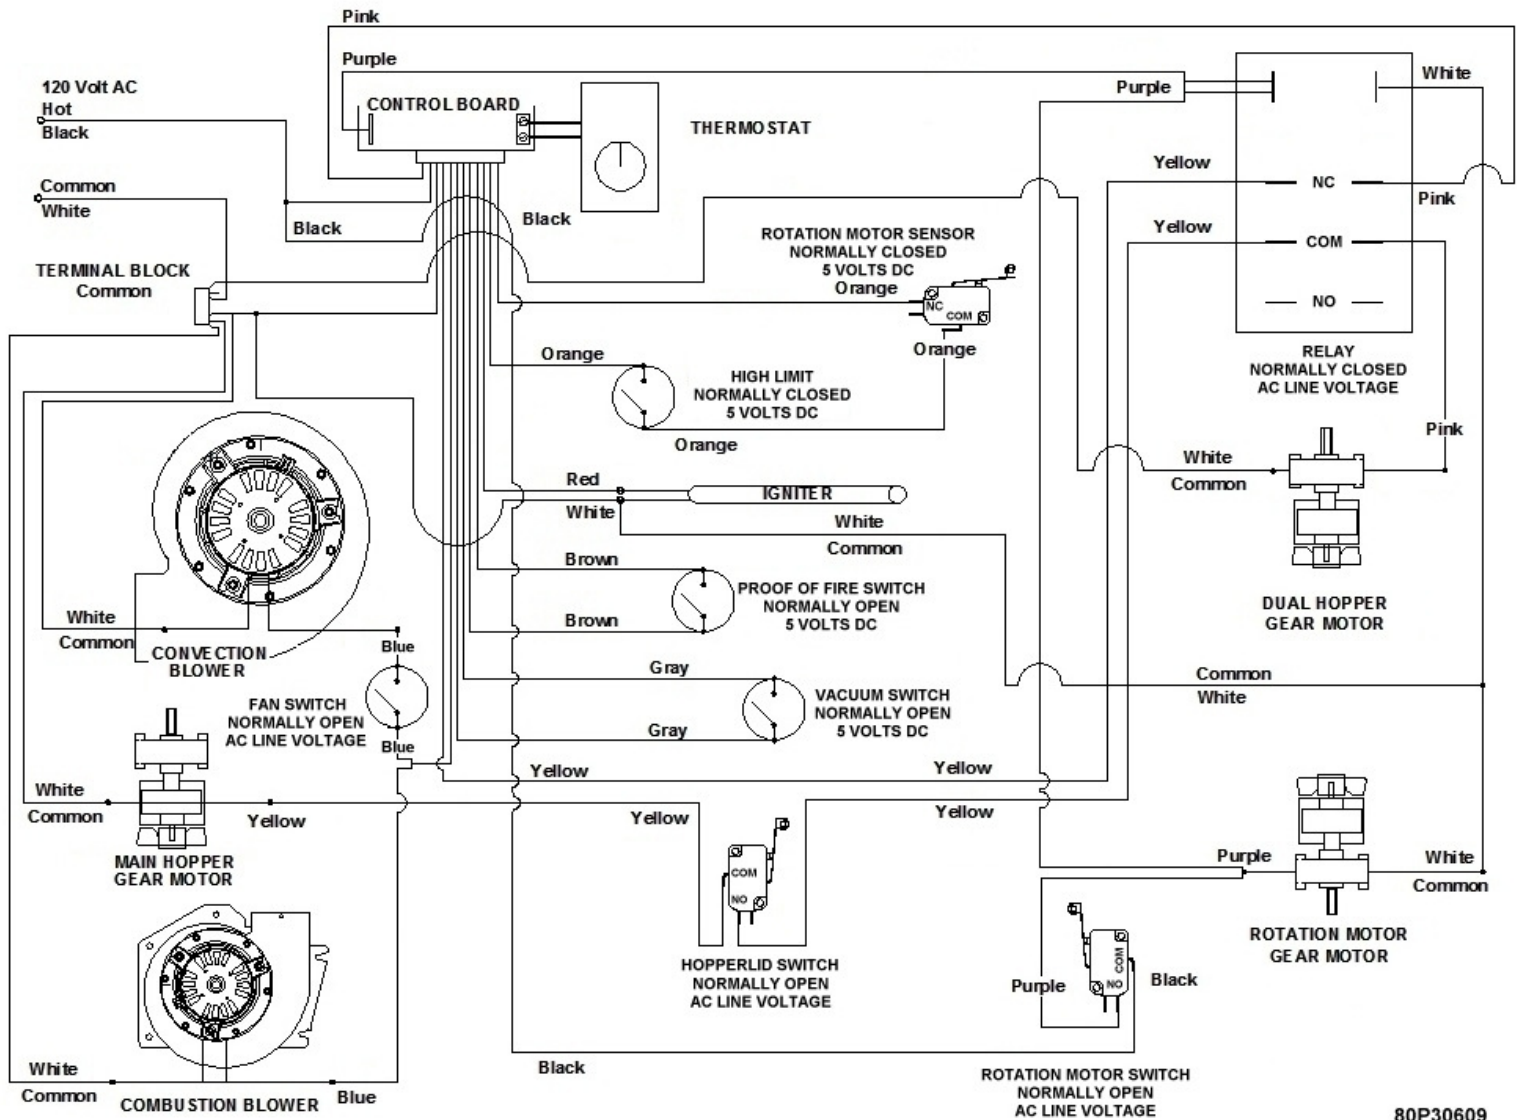 Pink
Purple
120 Volt AC
Hot
Black
CONTROL BOARD
THERMOSTAT
Purple
White
Common
White
Black
Black
Yellow
NC
Pink
Yellow
COM
NO
RELAY
NORMALLY CLOSED
AC LINE VOLTAGE
TERMINAL BLOCK
Common
ROTATION MOTOR SENSOR
NORMALLY CLOSED
5 VOLTS DC
Orange
NC
COM
Orange
Orange
HIGH LIMIT
NORMALLY CLOSED
5 VOLTS DC
Orange
Pink
White
Common
Red
IGNITER
White
White
Common
DUAL HOPPER
GEAR MOTOR
Brown
PROOF OF FIRE SWITCH
NORMALLY OPEN
5 VOLTS DC
Brown
White
Common
CONVECTION
BLOWER
Blue
FAN SWITCH
NORMALLY OPEN
AC LINE VOLTAGE
Blue
Gray
VACUUM SWITCH
NORMALLY OPEN
5 VOLTS DC
Gray
Common
White
Yellow
Yellow
Yellow
White
Common
Yellow
Yellow
MAIN HOPPER
GEAR MOTOR
COM
NO
HOPPERLID SWITCH
NORMALLY OPEN
AC LINE VOLTAGE
Purple
White
Common
ROTATION MOTOR
GEAR MOTOR
Purple
COM
NO
Black
White
Common
COMBUSTION BLOWER
Blue
Black
ROTATION MOTOR SWITCH
NORMALLY OPEN
AC LINE VOLTAGE
80P30609